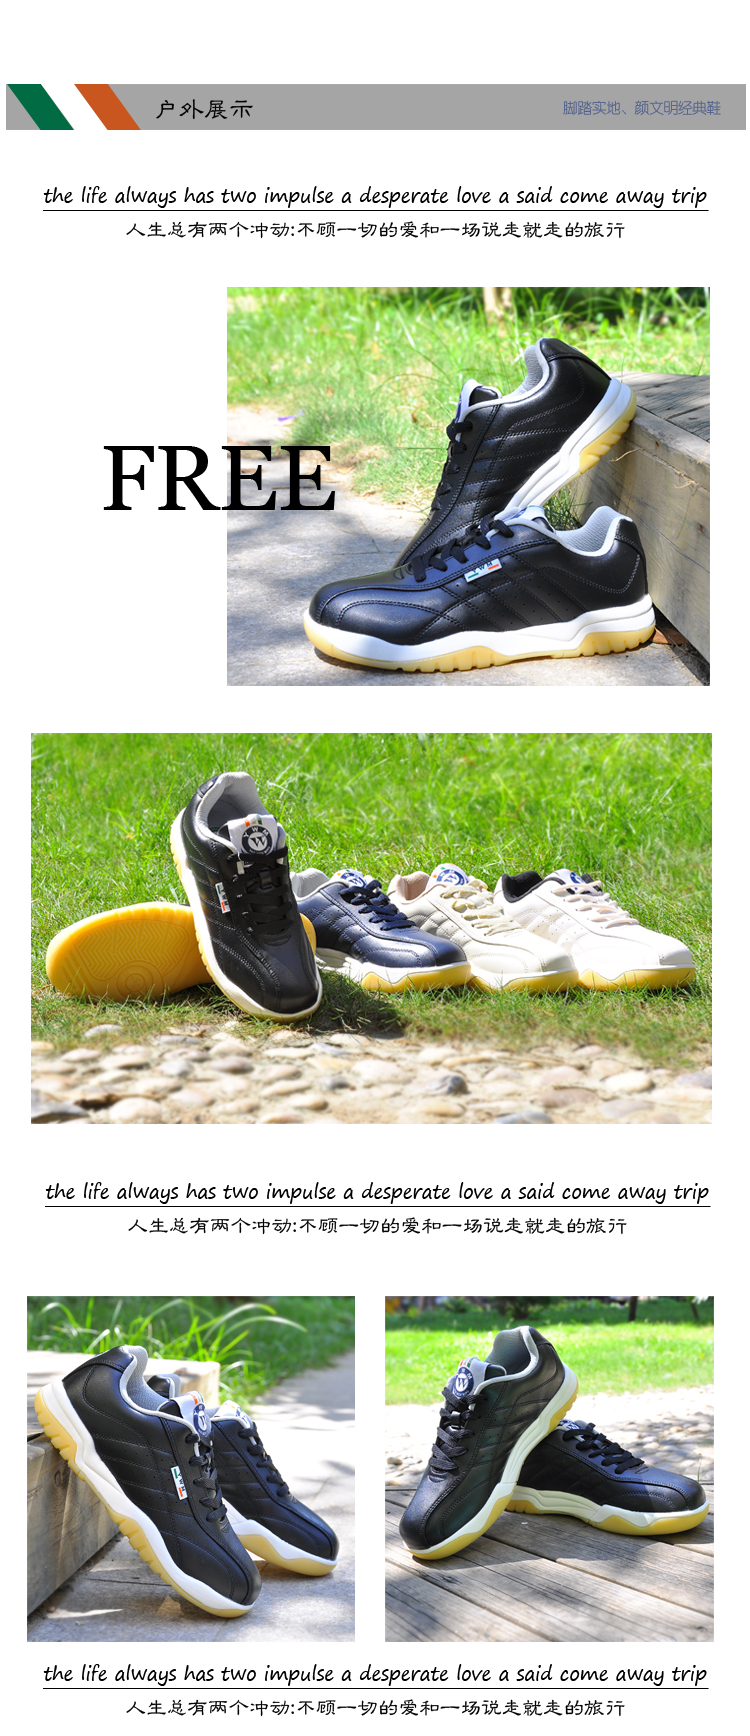 户外展示
脚踏实地、颜文明经典鞋
the life always has two impulse a desperate love a said come away trip
人生总有两个冲动:不顾一切的爱和一场说走就走的旅行
FREE
the life always has two impulse a desperate love a said come away trip
人生总有两个冲动:不顾一切的爱和一场说走就走的旅行
the life always has two impulse a desperate love a said come away trip
人生总有两个冲动:不顾一切的爱和一场说走就走的旅行